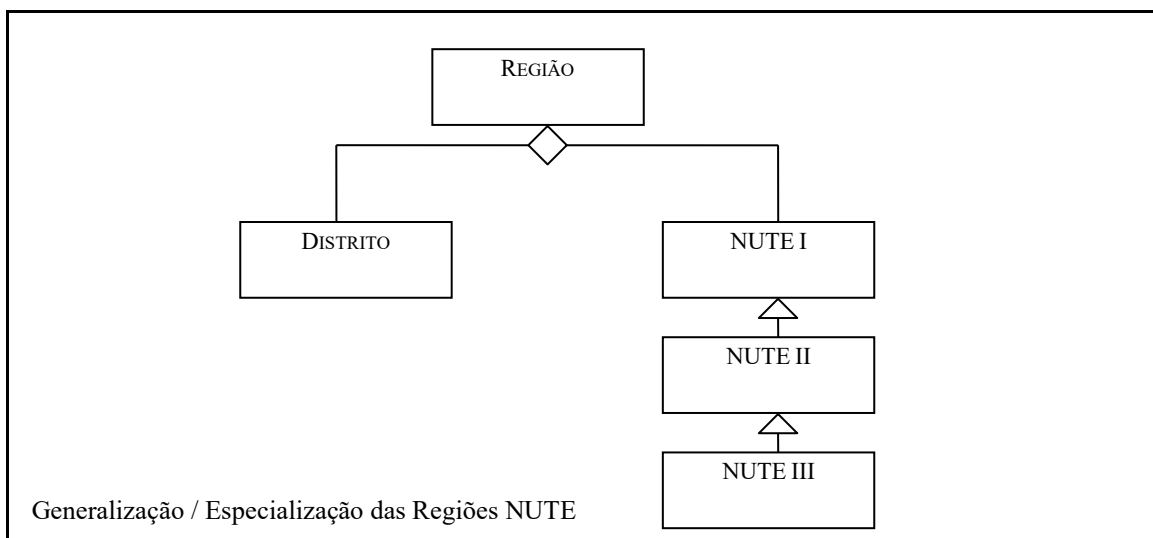 REGIÃO
DISTRITO
NUTE I
NUTE II
NUTE III
Generalização / Especialização das Regiões NUTE